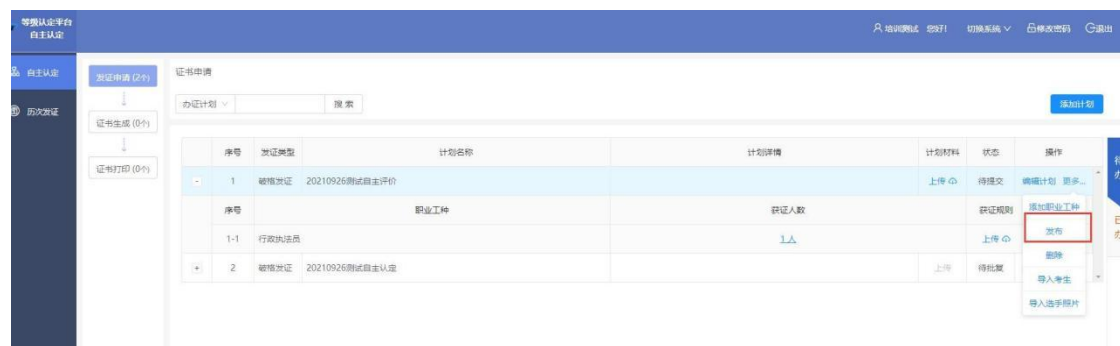 等级认定平台
自主认定
培训测试 您好!
切换系统
修改密码
退出
自主认定
历次发证
发证申请 (2个)
证书生成 (0个)
证书打印 (0个)
证书申请
办证计划
搜 索
添加计划
序号 发证类型 计划名称 计划详情 计划材料 状态 操作
- 1 破格发证 20210926测试自主评价 上传 待提交 编辑计划 更多...
序号 职业工种 获证人数 获证规则
1-1 行政执法员 1人 上传
+ 2 破格发证 20210926测试自主认定 上传 待批复
添加职业工种
发布
删除
导入考生
导入选手照片